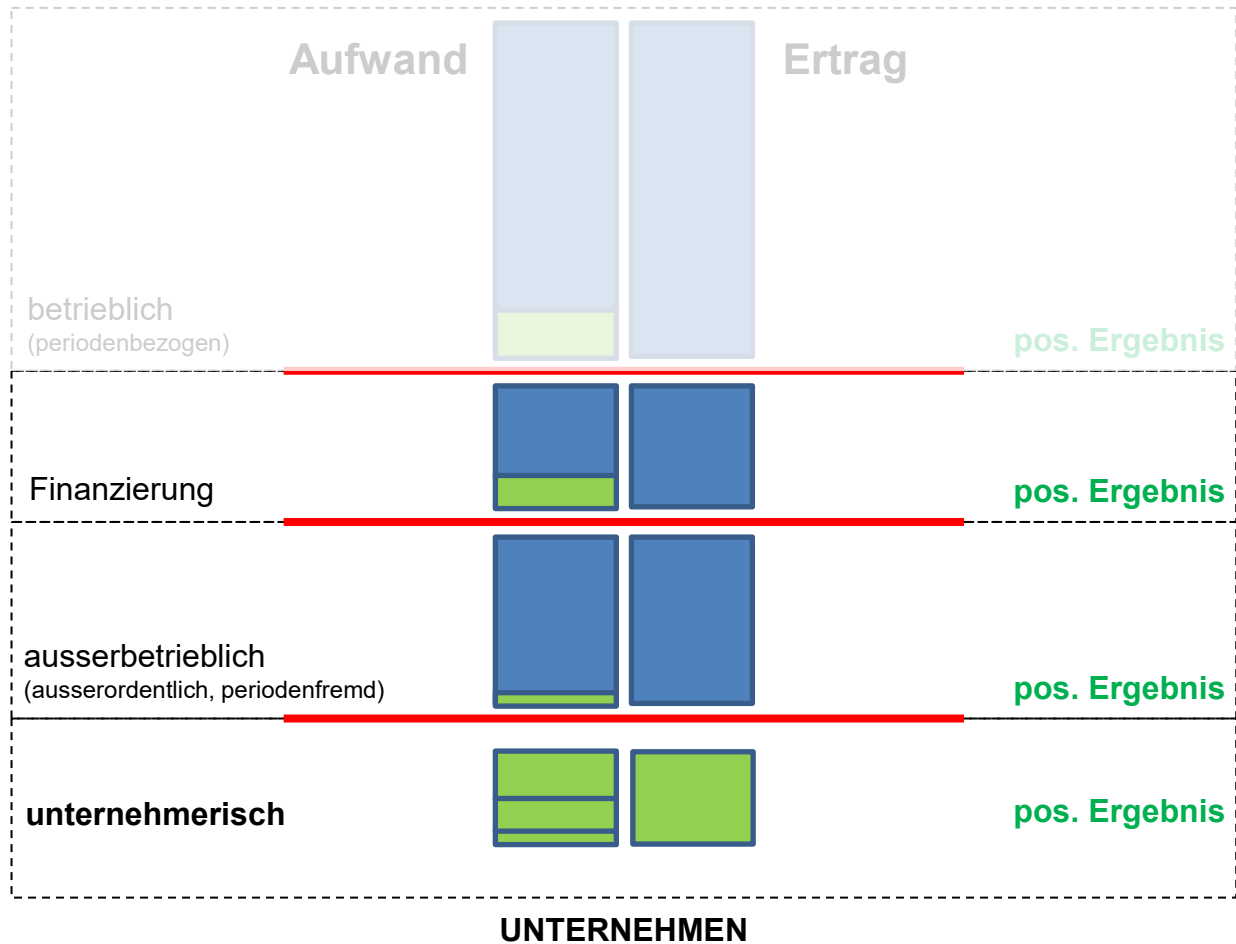 Aufwand
Ertrag
betrieblich
(periodenbezogen)
pos. Ergebnis
Finanzierung
pos. Ergebnis
ausserbetrieblich
(ausserordentlich, periodenfremd)
pos. Ergebnis
unternehmerisch
pos. Ergebnis
UNTERNEHMEN